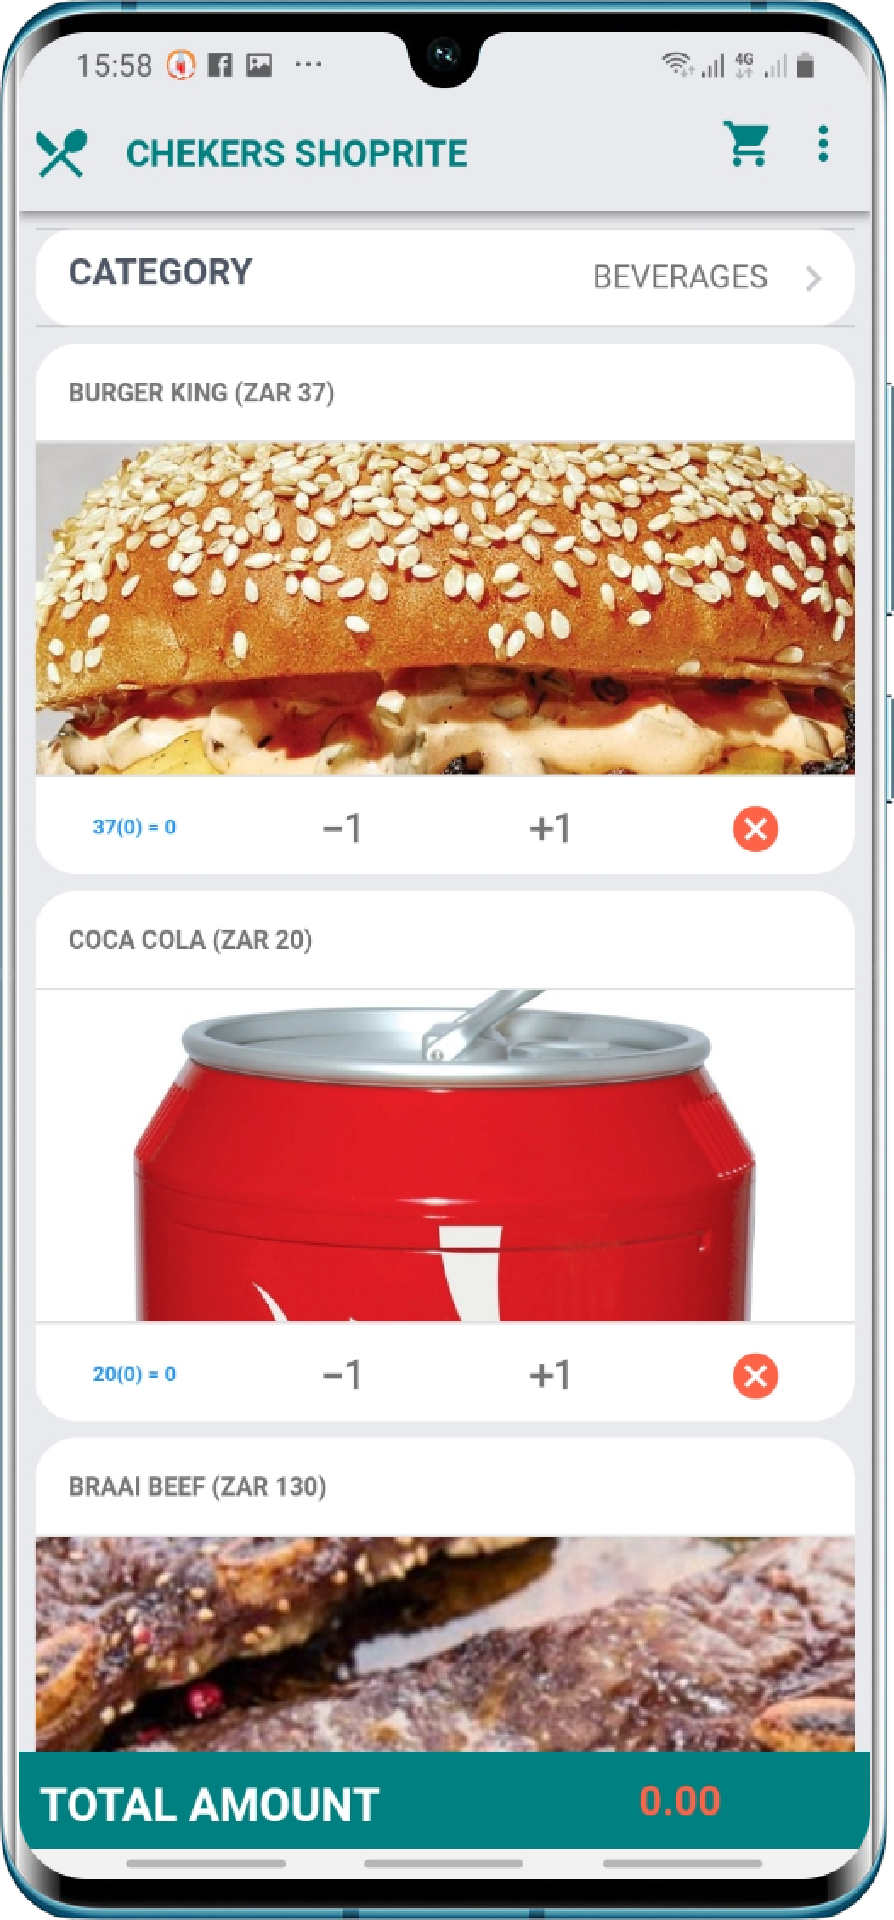 15:58
4G
CHEKERS SHOPRITE
CATEGORY BEVERAGES
BURGER KING (ZAR 37)
37(0) = 0 −1 +1
COCA COLA (ZAR 20)
20(0) = 0 −1 +1
BRAAI BEEF (ZAR 130)
TOTAL AMOUNT 0.00